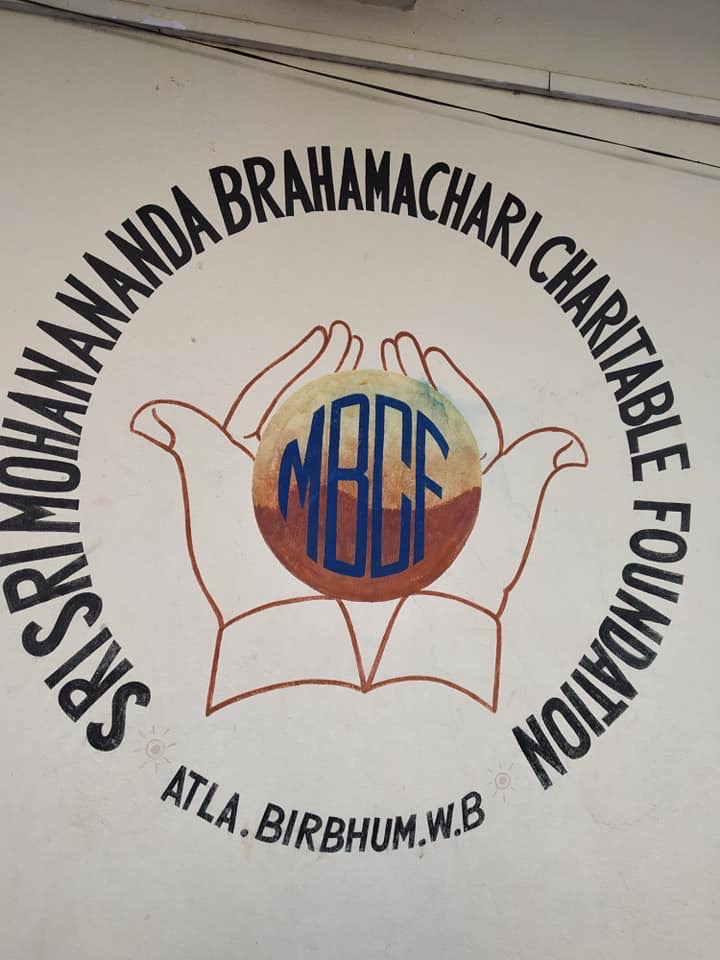 SRI SRI MOHANANANDA BRAHAMACHARI CHARITABLE FOUNDATION
MBCF
ATLA. BIRBHUM. W.B